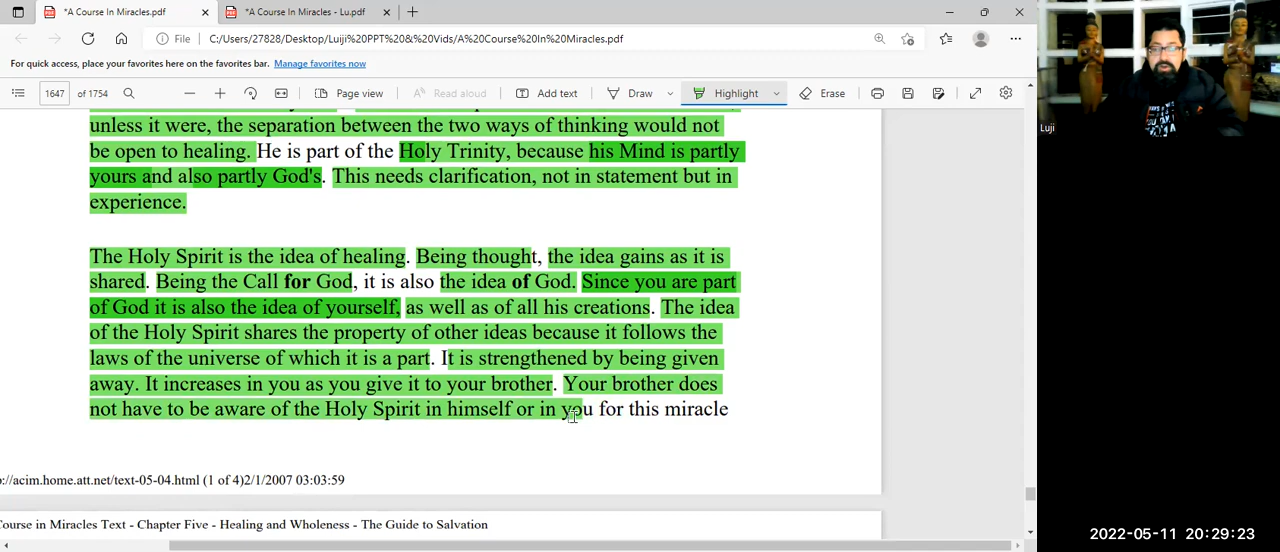 *A Course In Miracles.pdf
*A Course In Miracles - Lu.pdf
File
C:/Users/27828/Desktop/Luiji%20PPT%20&%20Vids/A%20Course%20In%20Miracles.pdf
For quick access, place your favorites here on the favorites bar. Manage favorites now
1647 of 1754
Page view
Read aloud
Add text
Draw
Highlight
Erase
unless it were, the separation between the two ways of thinking would not
be open to healing. He is part of the Holy Trinity, because his Mind is partly
yours and also partly God's. This needs clarification, not in statement but in
experience.
The Holy Spirit is the idea of healing. Being thought, the idea gains as it is
shared. Being the Call for God, it is also the idea of God. Since you are part
of God it is also the idea of yourself, as well as of all his creations. The idea
of the Holy Spirit shares the property of other ideas because it follows the
laws of the universe of which it is a part. It is strengthened by being given
away. It increases in you as you give it to your brother. Your brother does
not have to be aware of the Holy Spirit in himself or in you for this miracle
://acim.home.att.net/text-05-04.html (1 of 4)2/1/2007 03:03:59
Course in Miracles Text - Chapter Five - Healing and Wholeness - The Guide to Salvation
Luji
2022-05-11 20:29:23